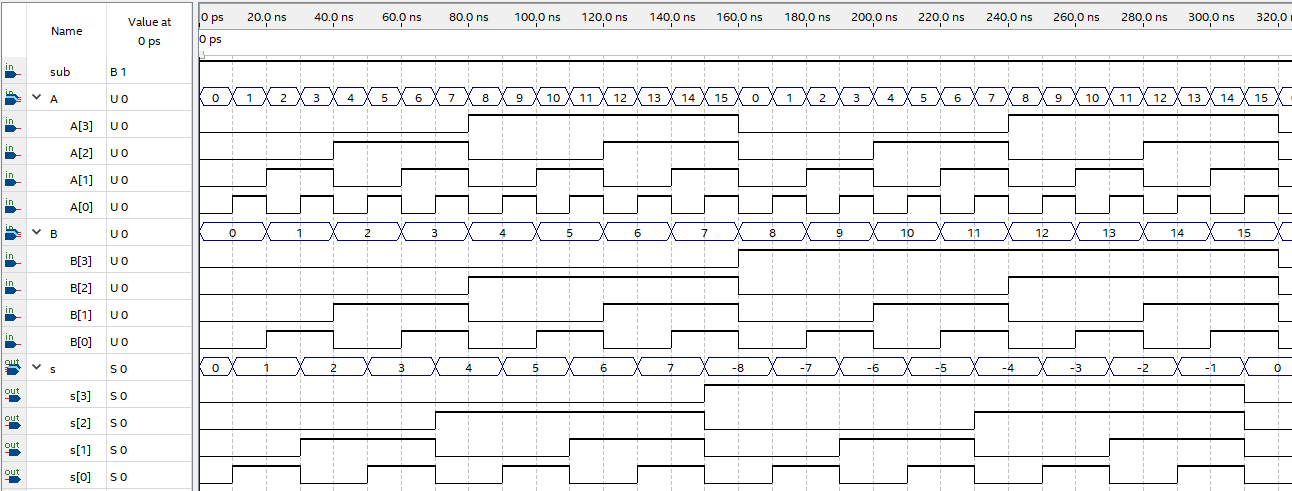 Name Value at 0 ps 0 ps 20.0 ns 40.0 ns 60.0 ns 80.0 ns 100.0 ns 120.0 ns 140.0 ns 160.0 ns 180.0 ns 200.0 ns 220.0 ns 240.0 ns 260.0 ns 280.0 ns 300.0 ns 320.0
0 ps
in sub B 1
in A U 0 0 1 2 3 4 5 6 7 8 9 10 11 12 13 14 15 0 1 2 3 4 5 6 7 8 9 10 11 12 13 14 15
in A[3] U 0
in A[2] U 0
in A[1] U 0
in A[0] U 0
in B U 0 0 1 2 3 4 5 6 7 8 9 10 11 12 13 14 15
in B[3] U 0
in B[2] U 0
in B[1] U 0
in B[0] U 0
out s S 0 0 1 2 3 4 5 6 7 -8 -7 -6 -5 -4 -3 -2 -1 0
out s[3] S 0
out s[2] S 0
out s[1] S 0
out s[0] S 0